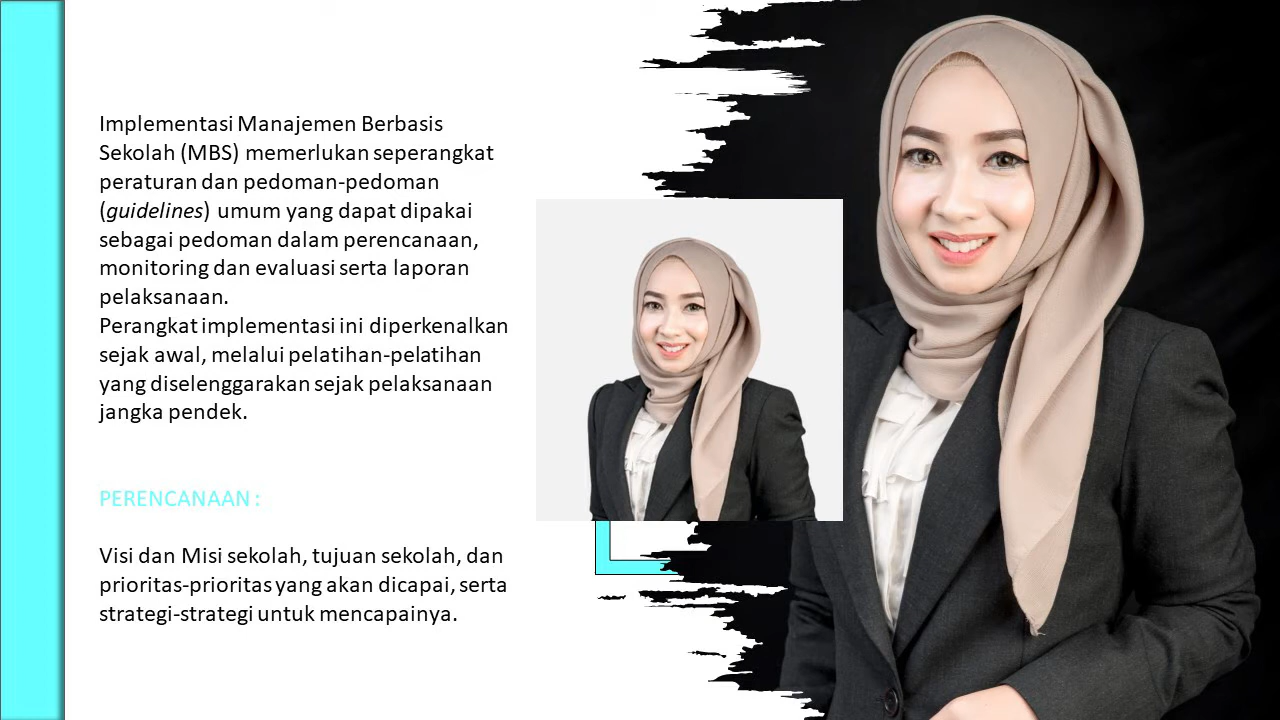 Implementasi Manajemen Berbasis
Sekolah (MBS) memerlukan seperangkat
peraturan dan pedoman-pedoman
(guidelines) umum yang dapat dipakai
sebagai pedoman dalam perencanaan,
monitoring dan evaluasi serta laporan
pelaksanaan.
Perangkat implementasi ini diperkenalkan
sejak awal, melalui pelatihan-pelatihan
yang diselenggarakan sejak pelaksanaan
jangka pendek.
PERENCANAAN :
Visi dan Misi sekolah, tujuan sekolah, dan
prioritas-prioritas yang akan dicapai, serta
strategi-strategi untuk mencapainya.